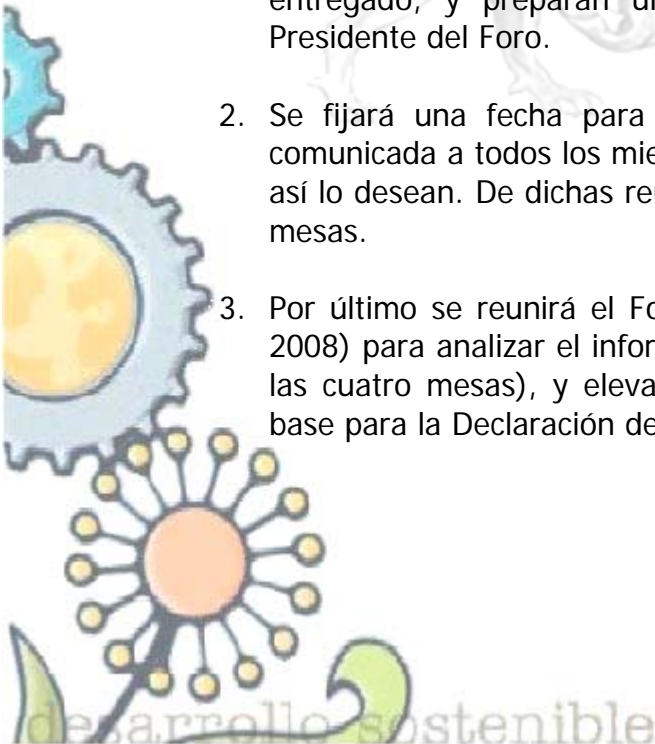 entregado, y preparan un
Presidente del Foro.
2. Se fijará una fecha para
comunicada a todos los mie
así lo desean. De dichas reu
mesas.
3. Por último se reunirá el Fo
2008) para analizar el infor
las cuatro mesas), y eleva
base para la Declaración de
desarrollo sostenible